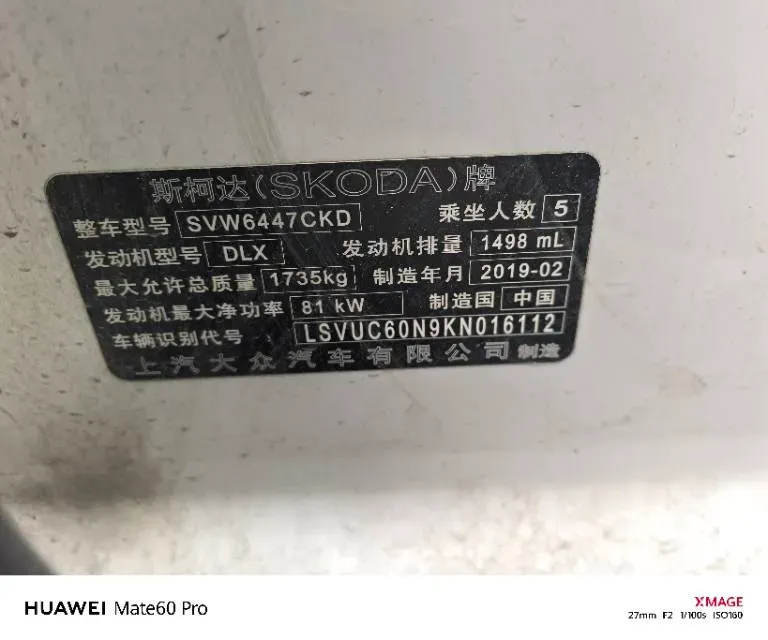 斯柯达(SKODA)牌
整车型号 SVW6447CKD 乘坐人数 5
发动机型号 DLX 发动机排量 1498 mL
最大允许总质量 1735kg 制造年月 2019-02
发动机最大净功率 81 kW 制造国 中国
车辆识别代号 LSVUC60N9KN016112
上汽大众汽车有限公司 制造
HUAWEI Mate60 Pro
XMAGE
27mm F2 1/100s ISO160